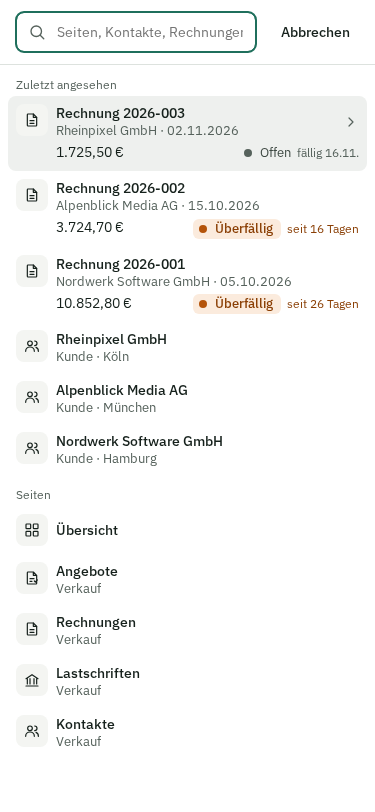 Seiten, Kontakte, Rechnungen
Abbrechen
Zuletzt angesehen
Rechnung 2026-003
Rheinpixel GmbH · 02.11.2026
1.725,50 €
Offen fällig 16.11.
Rechnung 2026-002
Alpenblick Media AG · 15.10.2026
3.724,70 €
Überfällig seit 16 Tagen
Rechnung 2026-001
Nordwerk Software GmbH · 05.10.2026
10.852,80 €
Überfällig seit 26 Tagen
Rheinpixel GmbH
Kunde · Köln
Alpenblick Media AG
Kunde · München
Nordwerk Software GmbH
Kunde · Hamburg
Seiten
Übersicht
Angebote
Verkauf
Rechnungen
Verkauf
Lastschriften
Verkauf
Kontakte
Verkauf